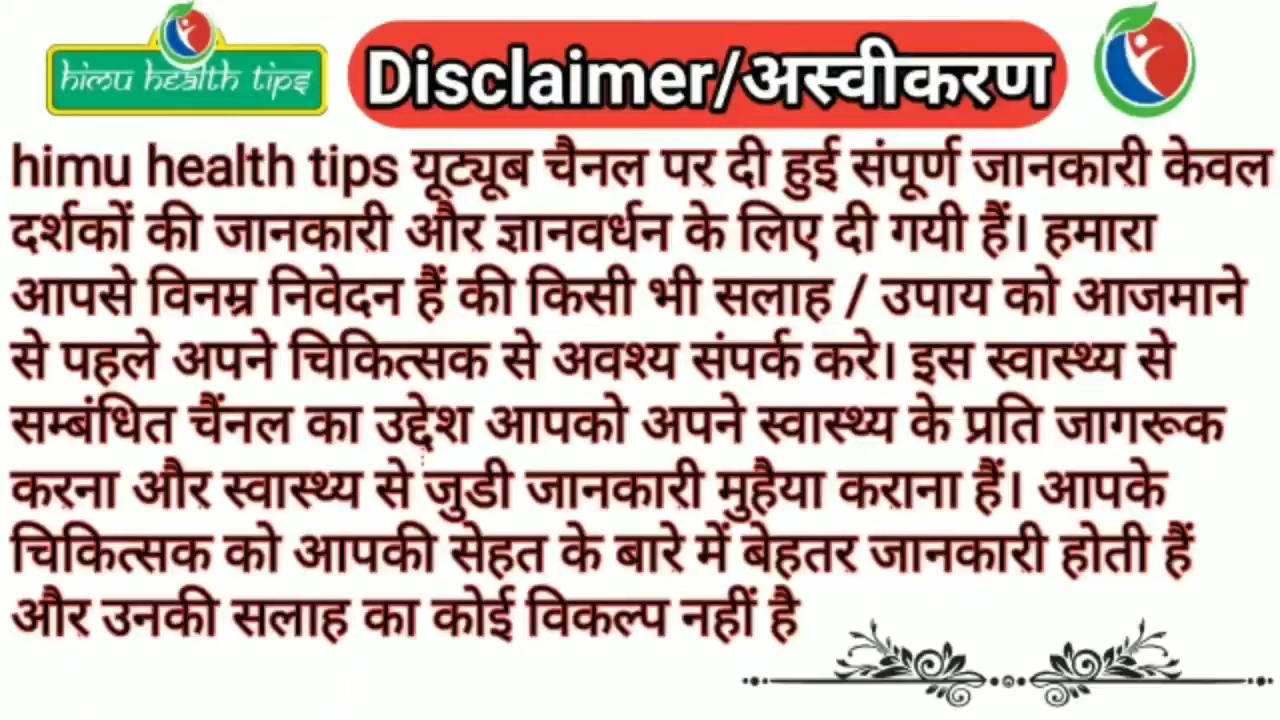 himu health tips
Disclaimer/अस्वीकरण
himu health tips यूट्यूब चैनल पर दी हुई संपूर्ण जानकारी केवल
दर्शकों की जानकारी और ज्ञानवर्धन के लिए दी गयी हैं। हमारा
आपसे विनम्र निवेदन हैं की किसी भी सलाह / उपाय को आजमाने
से पहले अपने चिकित्सक से अवश्य संपर्क करे। इस स्वास्थ्य से
सम्बंधित चैंनल का उद्देश आपको अपने स्वास्थ्य के प्रति जागरूक
करना और स्वास्थ्य से जुडी जानकारी मुहैया कराना हैं। आपके
चिकित्सक को आपकी सेहत के बारे में बेहतर जानकारी होती हैं
और उनकी सलाह का कोई विकल्प नहीं है